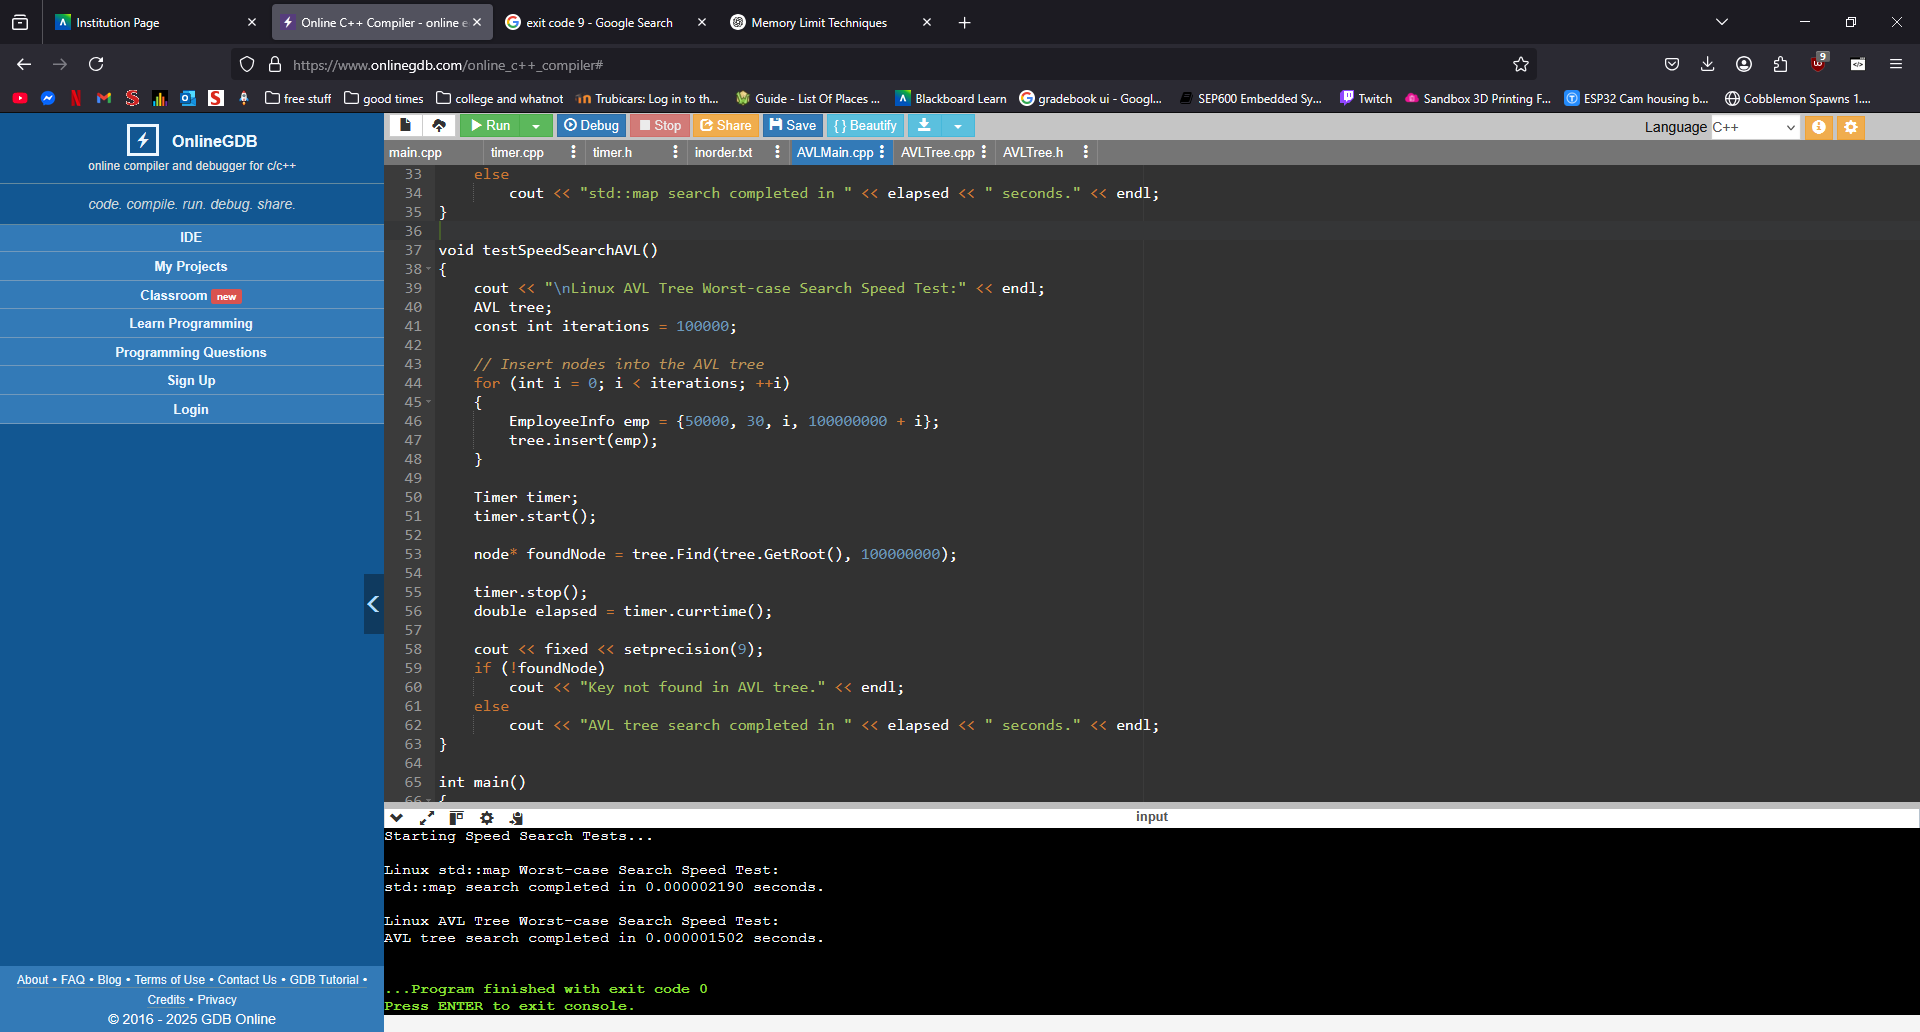 Institution Page
Online C++ Compiler - online e
exit code 9 - Google Search
Memory Limit Techniques
https://www.onlinegdb.com/online_c++_compiler#
9
free stuff
good times
college and whatnot
Trubicars: Log in to th...
Guide - List Of Places ...
Blackboard Learn
gradebook ui - Googl...
SEP600 Embedded Sy...
Twitch
Sandbox 3D Printing F...
ESP32 Cam housing b...
Cobblemon Spawns 1....
OnlineGDB
online compiler and debugger for c/c++
code. compile. run. debug. share.
IDE
My Projects
Classroom new
Learn Programming
Programming Questions
Sign Up
Login
About • FAQ • Blog • Terms of Use • Contact Us • GDB Tutorial •
Credits • Privacy
© 2016 - 2025 GDB Online
Run
Debug
Stop
Share
Save
{ } Beautify
Language C++
main.cpp
timer.cpp
timer.h
inorder.txt
AVLMain.cpp
AVLTree.cpp
AVLTree.h
33 else
34 cout << "std::map search completed in " << elapsed << " seconds." << endl;
35 }
36
37 void testSpeedSearchAVL()
38 {
39 cout << "\nLinux AVL Tree Worst-case Search Speed Test:" << endl;
40 AVL tree;
41 const int iterations = 100000;
42
43 // Insert nodes into the AVL tree
44 for (int i = 0; i < iterations; ++i)
45 {
46 EmployeeInfo emp = {50000, 30, i, 100000000 + i};
47 tree.insert(emp);
48 }
49
50 Timer timer;
51 timer.start();
52
53 node* foundNode = tree.Find(tree.GetRoot(), 100000000);
54
55 timer.stop();
56 double elapsed = timer.currtime();
57
58 cout << fixed << setprecision(9);
59 if (!foundNode)
60 cout << "Key not found in AVL tree." << endl;
61 else
62 cout << "AVL tree search completed in " << elapsed << " seconds." << endl;
63 }
64
65 int main()
66 {
input
Starting Speed Search Tests...
Linux std::map Worst-case Search Speed Test:
std::map search completed in 0.000002190 seconds.
Linux AVL Tree Worst-case Search Speed Test:
AVL tree search completed in 0.000001502 seconds.
...Program finished with exit code 0
Press ENTER to exit console.